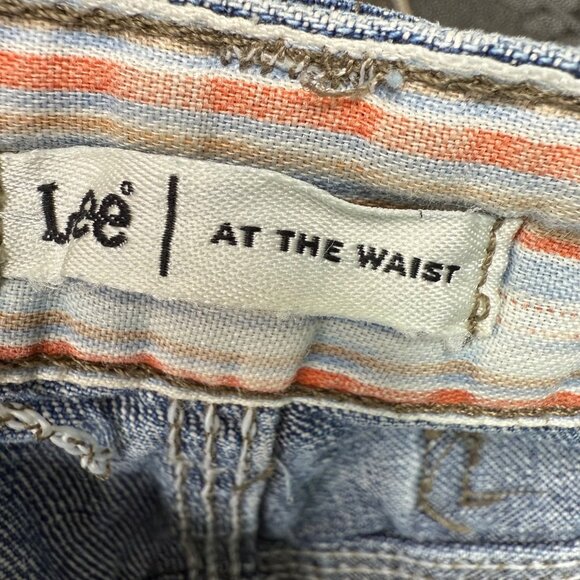 Lee | AT THE WAIST